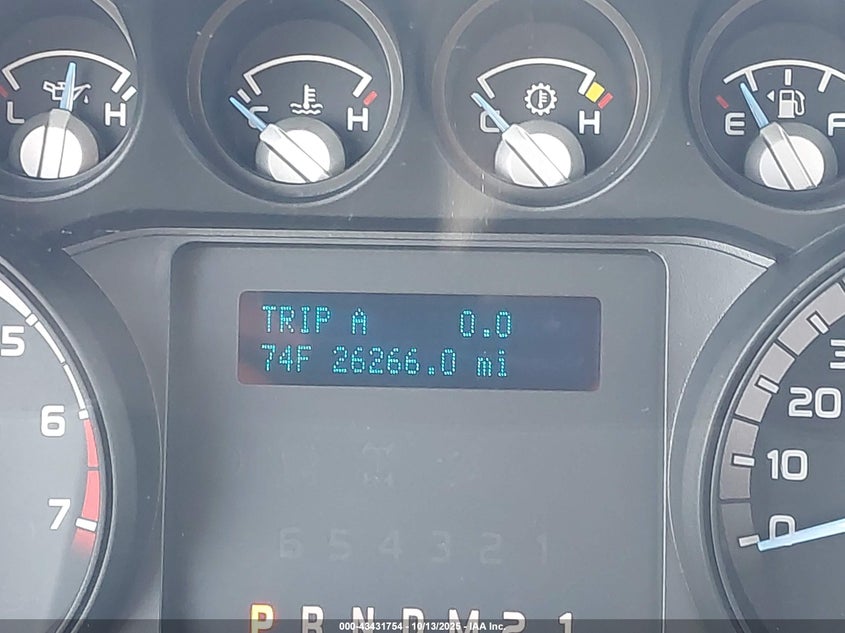 L H
C H
C H
E F
TRIP A 0.0
74F 26266.0 mi
5
6
7
3
20
10
0
6 5 4 3 2 1
P R N D M 2 1
000-43431754 - 10/13/2025 - IAA Inc.